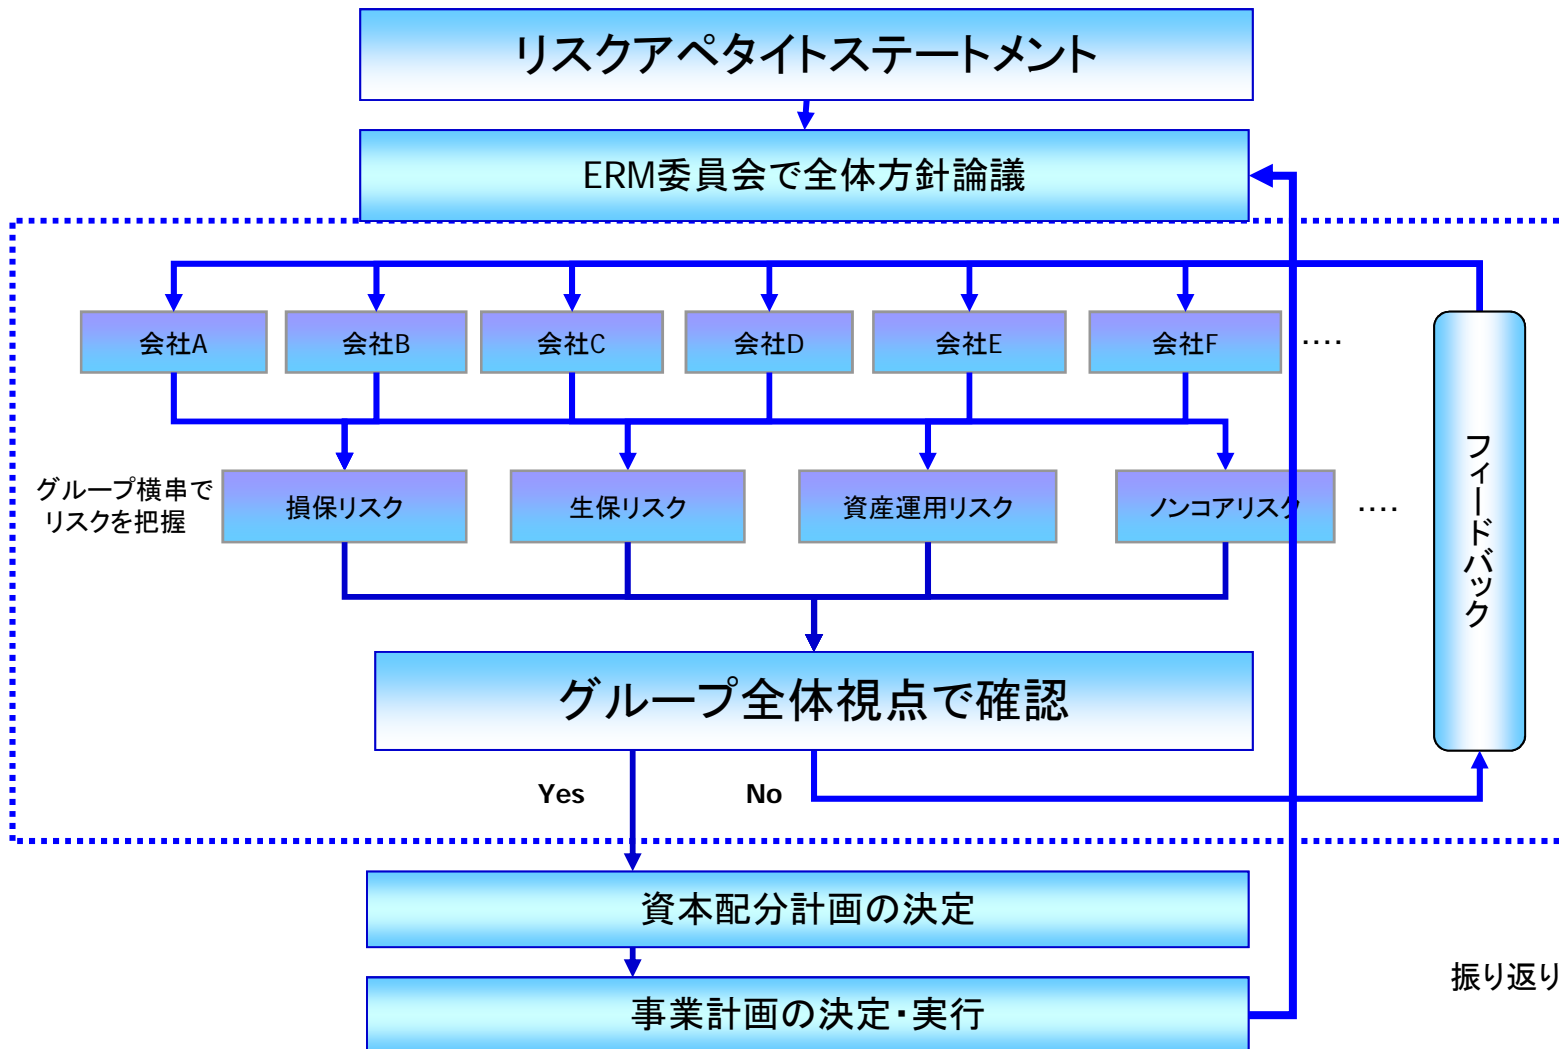 リスクアペタイトステートメント
ERM委員会で全体方針論議
会社A
会社B
会社C
会社D
会社E
会社F
････
グループ横串で
リスクを把握
損保リスク
生保リスク
資産運用リスク
ノンコアリスク
････
フィードバック
グループ全体視点で確認
Yes
No
資本配分計画の決定
振り返り
事業計画の決定・実行